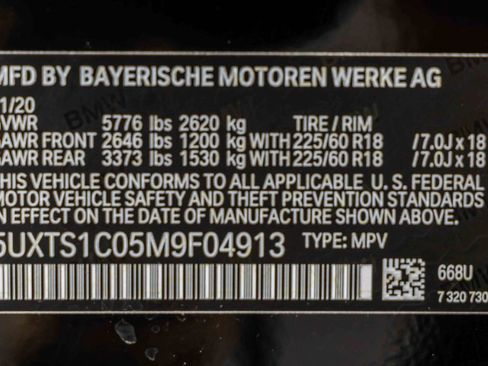 MFD BY BAYERISCHE MOTOREN WERKE AG
1/20
GVWR 5776 lbs 2620 kg TIRE / RIM
GAWR FRONT 2646 lbs 1200 kg WITH 225/60 R18 /7.0J x 18
GAWR REAR 3373 lbs 1530 kg WITH 225/60 R18 /7.0J x 18
THIS VEHICLE CONFORMS TO ALL APPLICABLE U. S. FEDERAL
MOTOR VEHICLE SAFETY AND THEFT PREVENTION STANDARDS
IN EFFECT ON THE DATE OF MANUFACTURE SHOWN ABOVE.
5UXTS1C05M9F04913 TYPE: MPV
668U
7 320 730